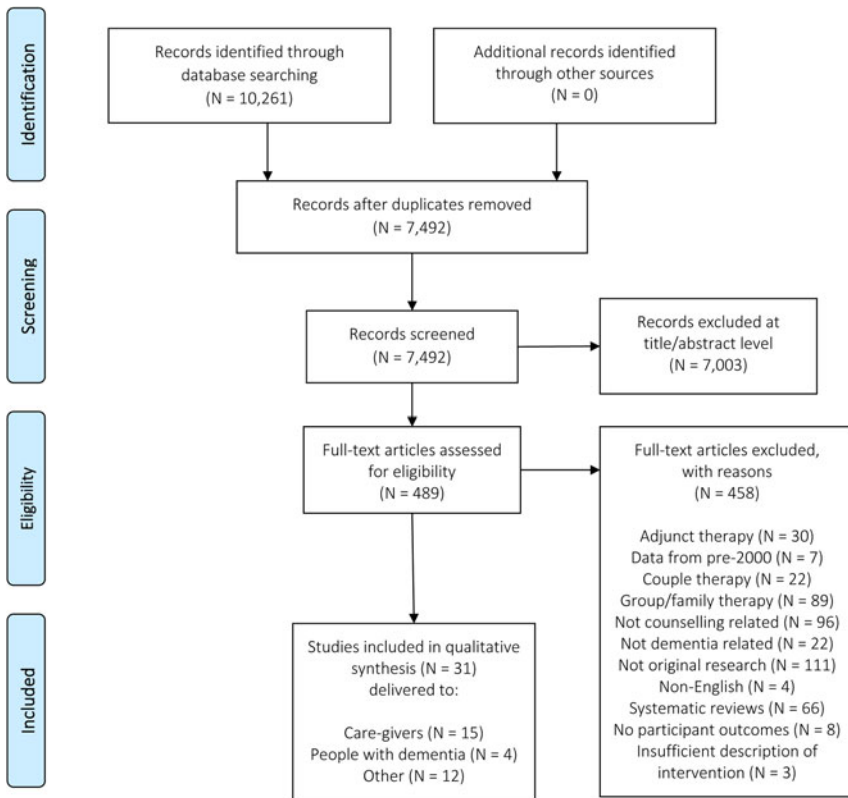 Identification
Records identified through
database searching
(N = 10,261)
Additional records identified
through other sources
(N = 0)
Records after duplicates removed
(N = 7,492)
Screening
Records screened
(N = 7,492)
Records excluded at
title/abstract level
(N = 7,003)
Eligibility
Full-text articles assessed
for eligibility
(N = 489)
Full-text articles excluded,
with reasons
(N = 458)
Adjunct therapy (N = 30)
Data from pre-2000 (N = 7)
Couple therapy (N = 22)
Group/family therapy (N = 89)
Not counselling related (N = 96)
Not dementia related (N = 22)
Not original research (N = 111)
Non-English (N = 4)
Systematic reviews (N = 66)
No participant outcomes (N = 8)
Insufficient description of
intervention (N = 3)
Included
Studies included in qualitative
synthesis (N = 31)
delivered to:
Care-givers (N = 15)
People with dementia (N = 4)
Other (N = 12)